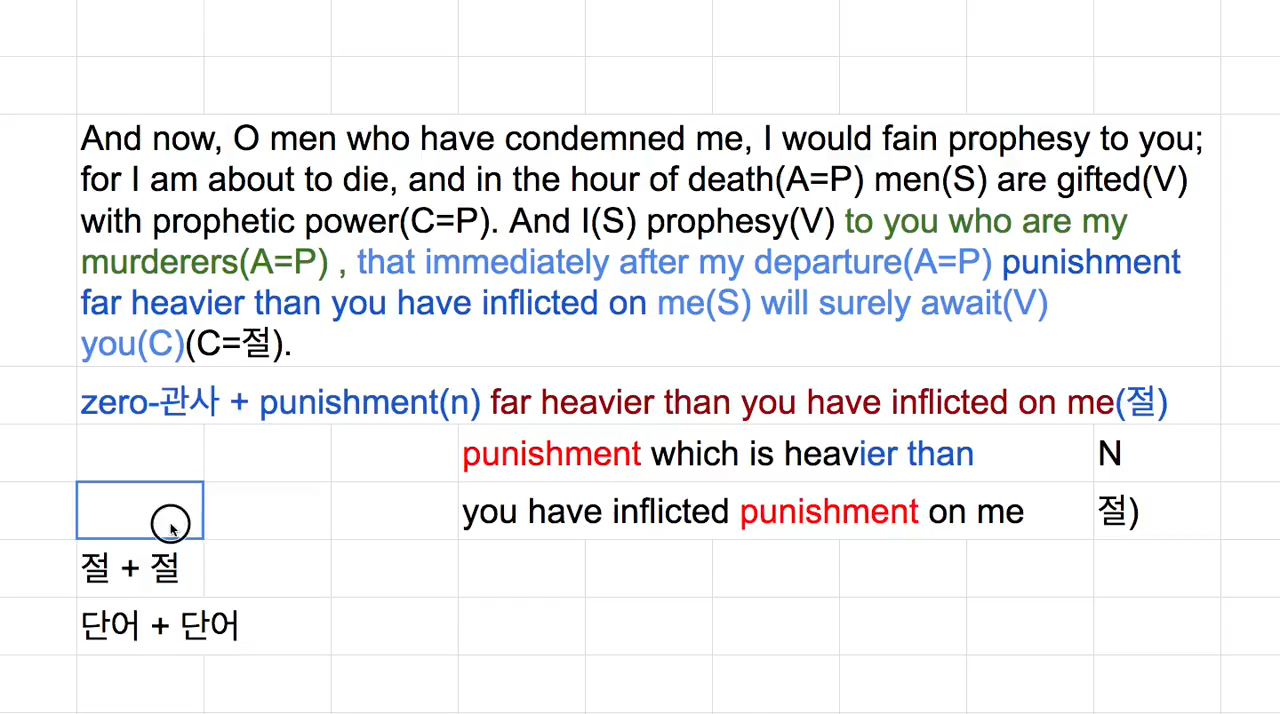 And now, O men who have condemned me, I would fain prophesy to you;
for I am about to die, and in the hour of death(A=P) men(S) are gifted(V)
with prophetic power(C=P). And I(S) prophesy(V) to you who are my
murderers(A=P) , that immediately after my departure(A=P) punishment
far heavier than you have inflicted on me(S) will surely await(V)
you(C)(C=절).
zero-관사 + punishment(n) far heavier than you have inflicted on me(절)
punishment which is heavier than N
you have inflicted punishment on me 절)
절 + 절
단어 + 단어